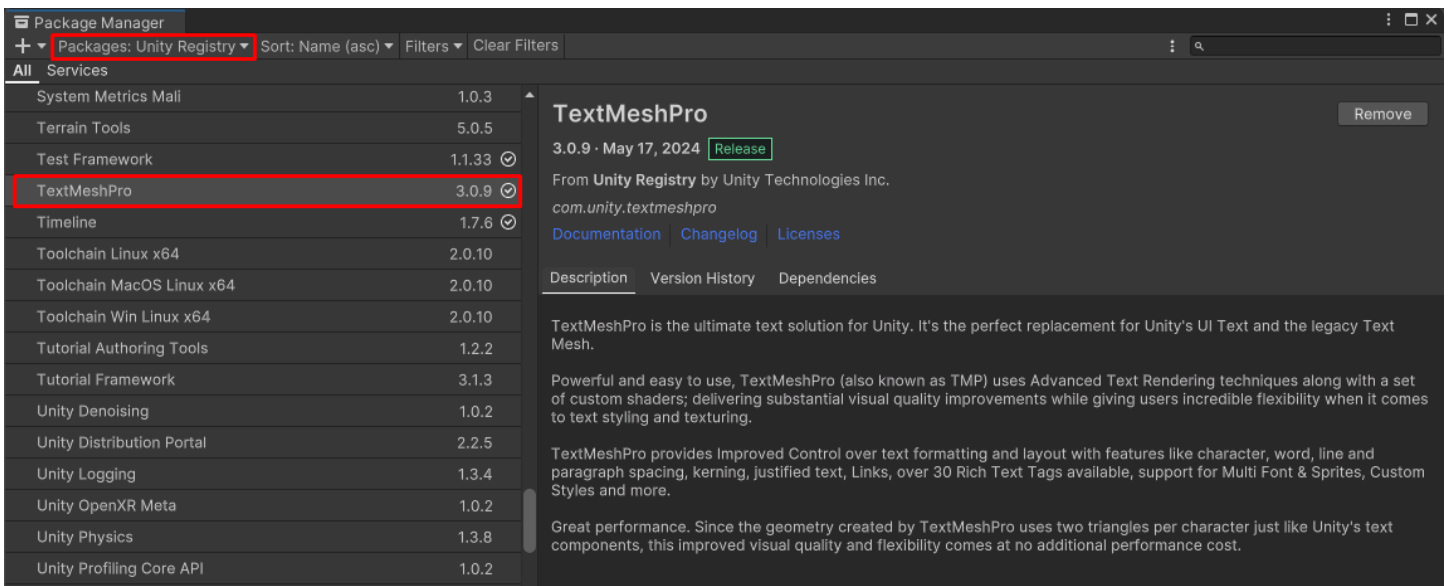 Package Manager
Packages: Unity Registry Sort: Name (asc) Filters Clear Filters
All Services
System Metrics Mali 1.0.3
Terrain Tools 5.0.5
Test Framework 1.1.33
TextMeshPro 3.0.9
Timeline 1.7.6
Toolchain Linux x64 2.0.10
Toolchain MacOS Linux x64 2.0.10
Toolchain Win Linux x64 2.0.10
Tutorial Authoring Tools 1.2.2
Tutorial Framework 3.1.3
Unity Denoising 1.0.2
Unity Distribution Portal 2.2.5
Unity Logging 1.3.4
Unity OpenXR Meta 1.0.2
Unity Physics 1.3.8
Unity Profiling Core API 1.0.2
TextMeshPro Remove
3.0.9 · May 17, 2024 Release
From Unity Registry by Unity Technologies Inc.
com.unity.textmeshpro
Documentation Changelog Licenses
Description Version History Dependencies
TextMeshPro is the ultimate text solution for Unity. It's the perfect replacement for Unity's UI Text and the legacy Text
Mesh.
Powerful and easy to use, TextMeshPro (also known as TMP) uses Advanced Text Rendering techniques along with a set
of custom shaders; delivering substantial visual quality improvements while giving users incredible flexibility when it comes
to text styling and texturing.
TextMeshPro provides Improved Control over text formatting and layout with features like character, word, line and
paragraph spacing, kerning, justified text, Links, over 30 Rich Text Tags available, support for Multi Font & Sprites, Custom
Styles and more.
Great performance. Since the geometry created by TextMeshPro uses two triangles per character just like Unity's text
components, this improved visual quality and flexibility comes at no additional performance cost.